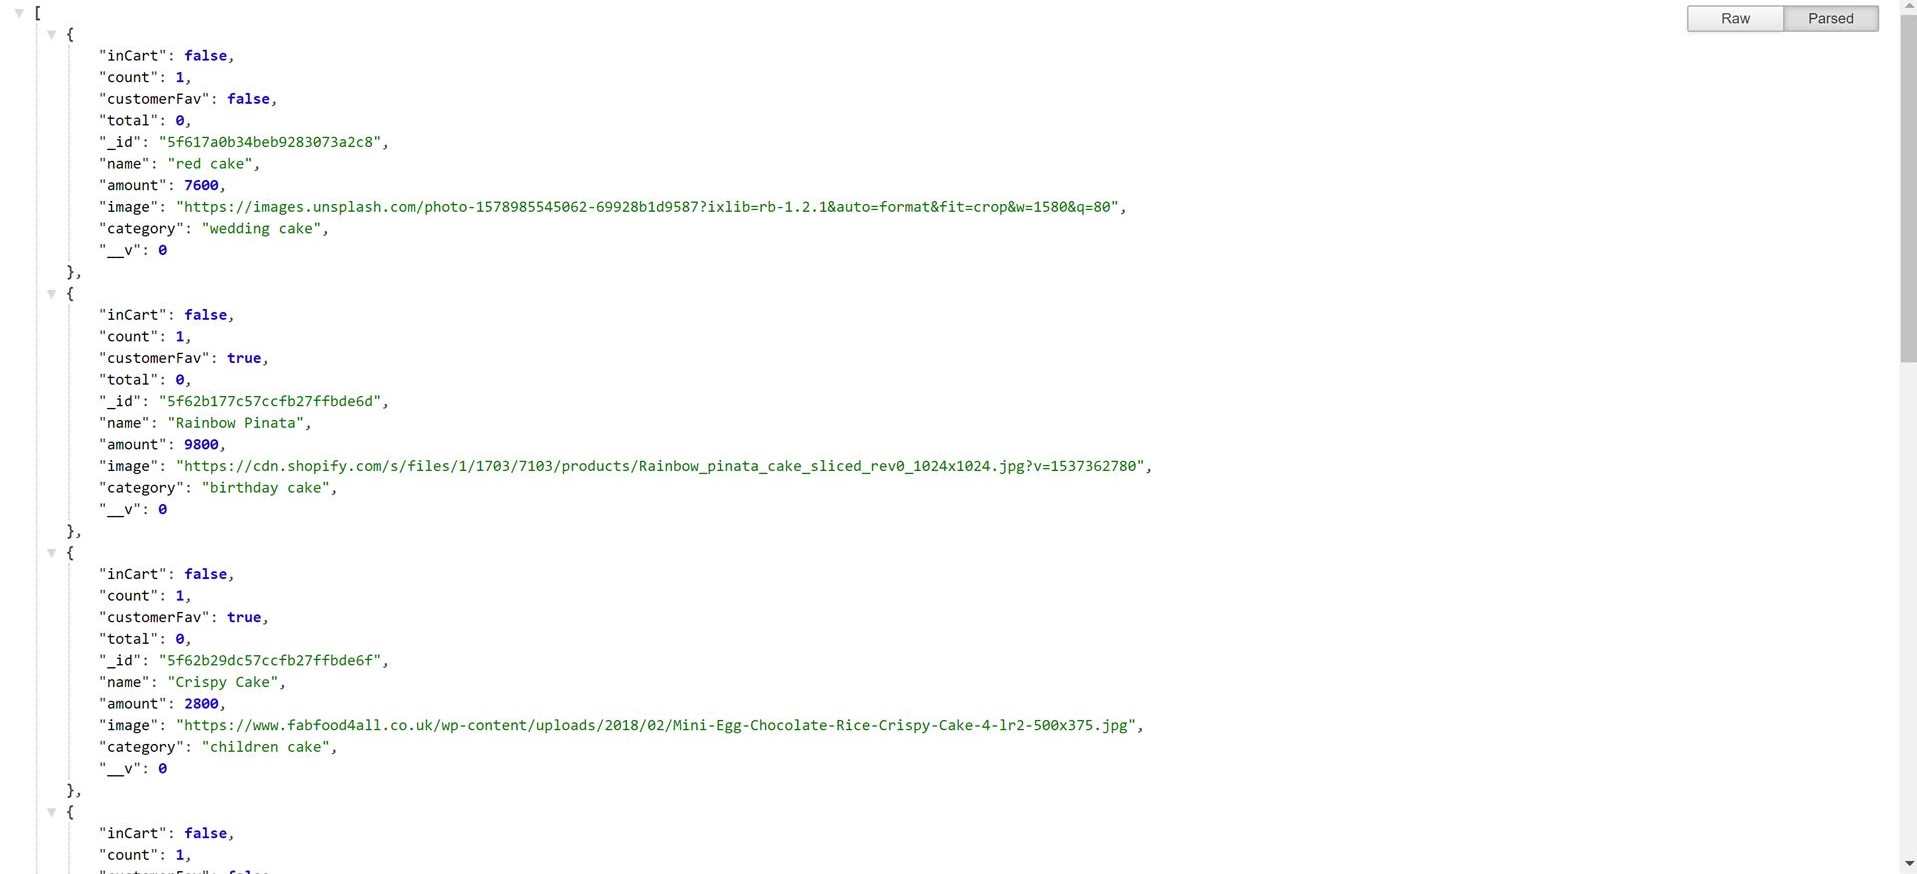 [
Raw Parsed
{
"inCart": false,
"count": 1,
"customerFav": false,
"total": 0,
"_id": "5f617a0b34beb9283073a2c8",
"name": "red cake",
"amount": 7600,
"image": "https://images.unsplash.com/photo-1578985545062-69928b1d9587?ixlib=rb-1.2.1&auto=format&fit=crop&w=1580&q=80",
"category": "wedding cake",
"__v": 0
},
{
"inCart": false,
"count": 1,
"customerFav": true,
"total": 0,
"_id": "5f62b177c57ccfb27ffbde6d",
"name": "Rainbow Pinata",
"amount": 9800,
"image": "https://cdn.shopify.com/s/files/1/1703/7103/products/Rainbow_pinata_cake_sliced_rev0_1024x1024.jpg?v=1537362780",
"category": "birthday cake",
"__v": 0
},
{
"inCart": false,
"count": 1,
"customerFav": true,
"total": 0,
"_id": "5f62b29dc57ccfb27ffbde6f",
"name": "Crispy Cake",
"amount": 2800,
"image": "https://www.fabfood4all.co.uk/wp-content/uploads/2018/02/Mini-Egg-Chocolate-Rice-Crispy-Cake-4-lr2-500x375.jpg",
"category": "children cake",
"__v": 0
},
{
"inCart": false,
"count": 1,